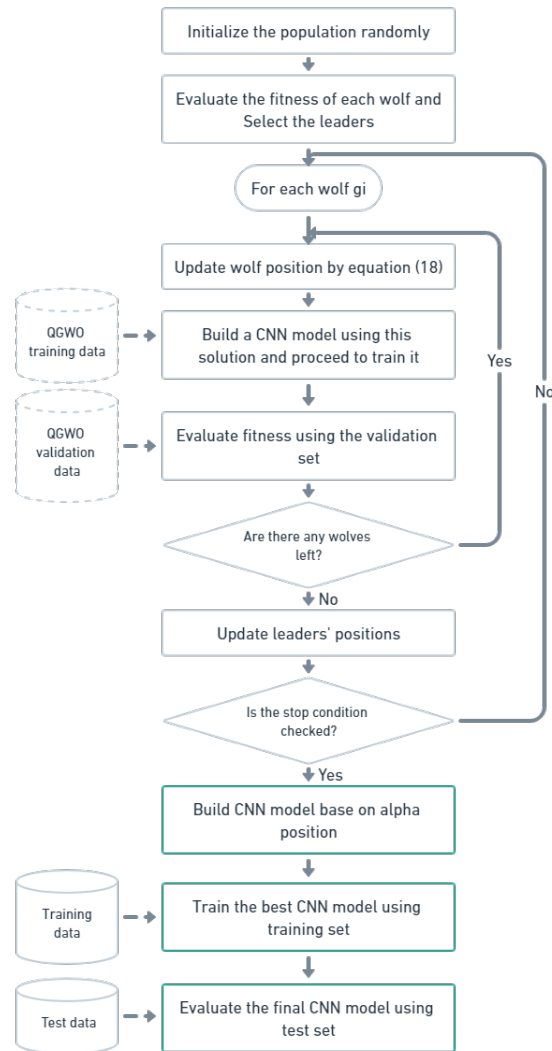 Initialize the population randomly
Evaluate the fitness of each wolf and
Select the leaders
For each wolf gi
Update wolf position by equation (18)
QGWO
training data
Build a CNN model using this
solution and proceed to train it
Yes
No
QGWO
validation
data
Evaluate fitness using the validation
set
Are there any wolves
left?
No
Update leaders' positions
Is the stop condition
checked?
Yes
Build CNN model base on alpha
position
Training
data
Train the best CNN model using
training set
Test data
Evaluate the final CNN model using
test set